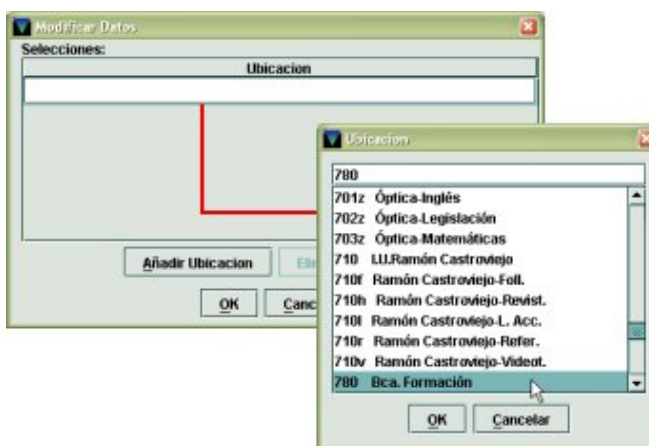 Modificar Datos
Selecciones:
Ubicacion
Añadir Ubicacion
OK
Ubicacion
780
701z Óptica-Inglés
702z Óptica-Legislación
703z Óptica-Matemáticas
710 I.U.Ramón Castroviejo
710f Ramón Castroviejo-Foll.
710h Ramón Castroviejo-Revist.
710l Ramón Castroviejo-L. Acc.
710r Ramón Castroviejo-Refer.
710v Ramón Castroviejo-Videot.
780 Bca. Formación
OK Cancelar